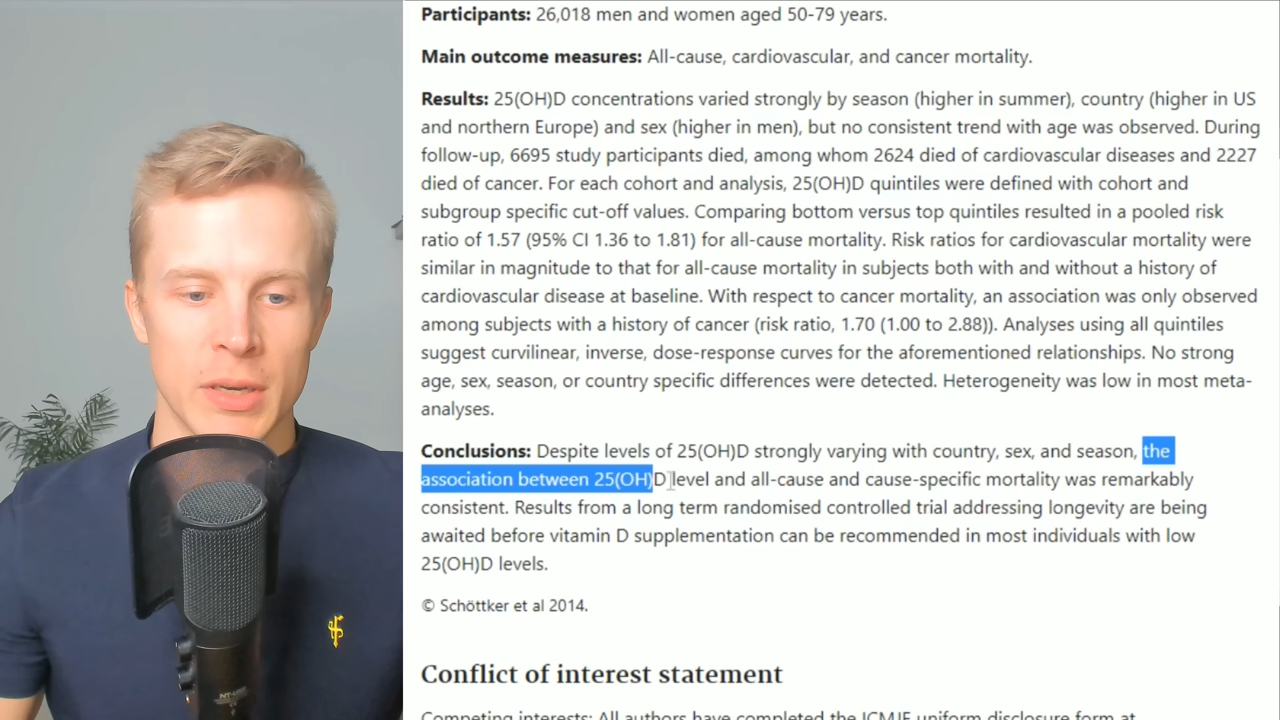 Participants: 26,018 men and women aged 50-79 years.
Main outcome measures: All-cause, cardiovascular, and cancer mortality.
Results: 25(OH)D concentrations varied strongly by season (higher in summer), country (higher in US
and northern Europe) and sex (higher in men), but no consistent trend with age was observed. During
follow-up, 6695 study participants died, among whom 2624 died of cardiovascular diseases and 2227
died of cancer. For each cohort and analysis, 25(OH)D quintiles were defined with cohort and
subgroup specific cut-off values. Comparing bottom versus top quintiles resulted in a pooled risk
ratio of 1.57 (95% CI 1.36 to 1.81) for all-cause mortality. Risk ratios for cardiovascular mortality were
similar in magnitude to that for all-cause mortality in subjects both with and without a history of
cardiovascular disease at baseline. With respect to cancer mortality, an association was only observed
among subjects with a history of cancer (risk ratio, 1.70 (1.00 to 2.88)). Analyses using all quintiles
suggest curvilinear, inverse, dose-response curves for the aforementioned relationships. No strong
age, sex, season, or country specific differences were detected. Heterogeneity was low in most meta-
analyses.
Conclusions: Despite levels of 25(OH)D strongly varying with country, sex, and season, the
association between 25(OH)D level and all-cause and cause-specific mortality was remarkably
consistent. Results from a long term randomised controlled trial addressing longevity are being
awaited before vitamin D supplementation can be recommended in most individuals with low
25(OH)D levels.
© Schöttker et al 2014.
Conflict of interest statement
Competing interests: All authors have completed the ICMJE uniform disclosure form at